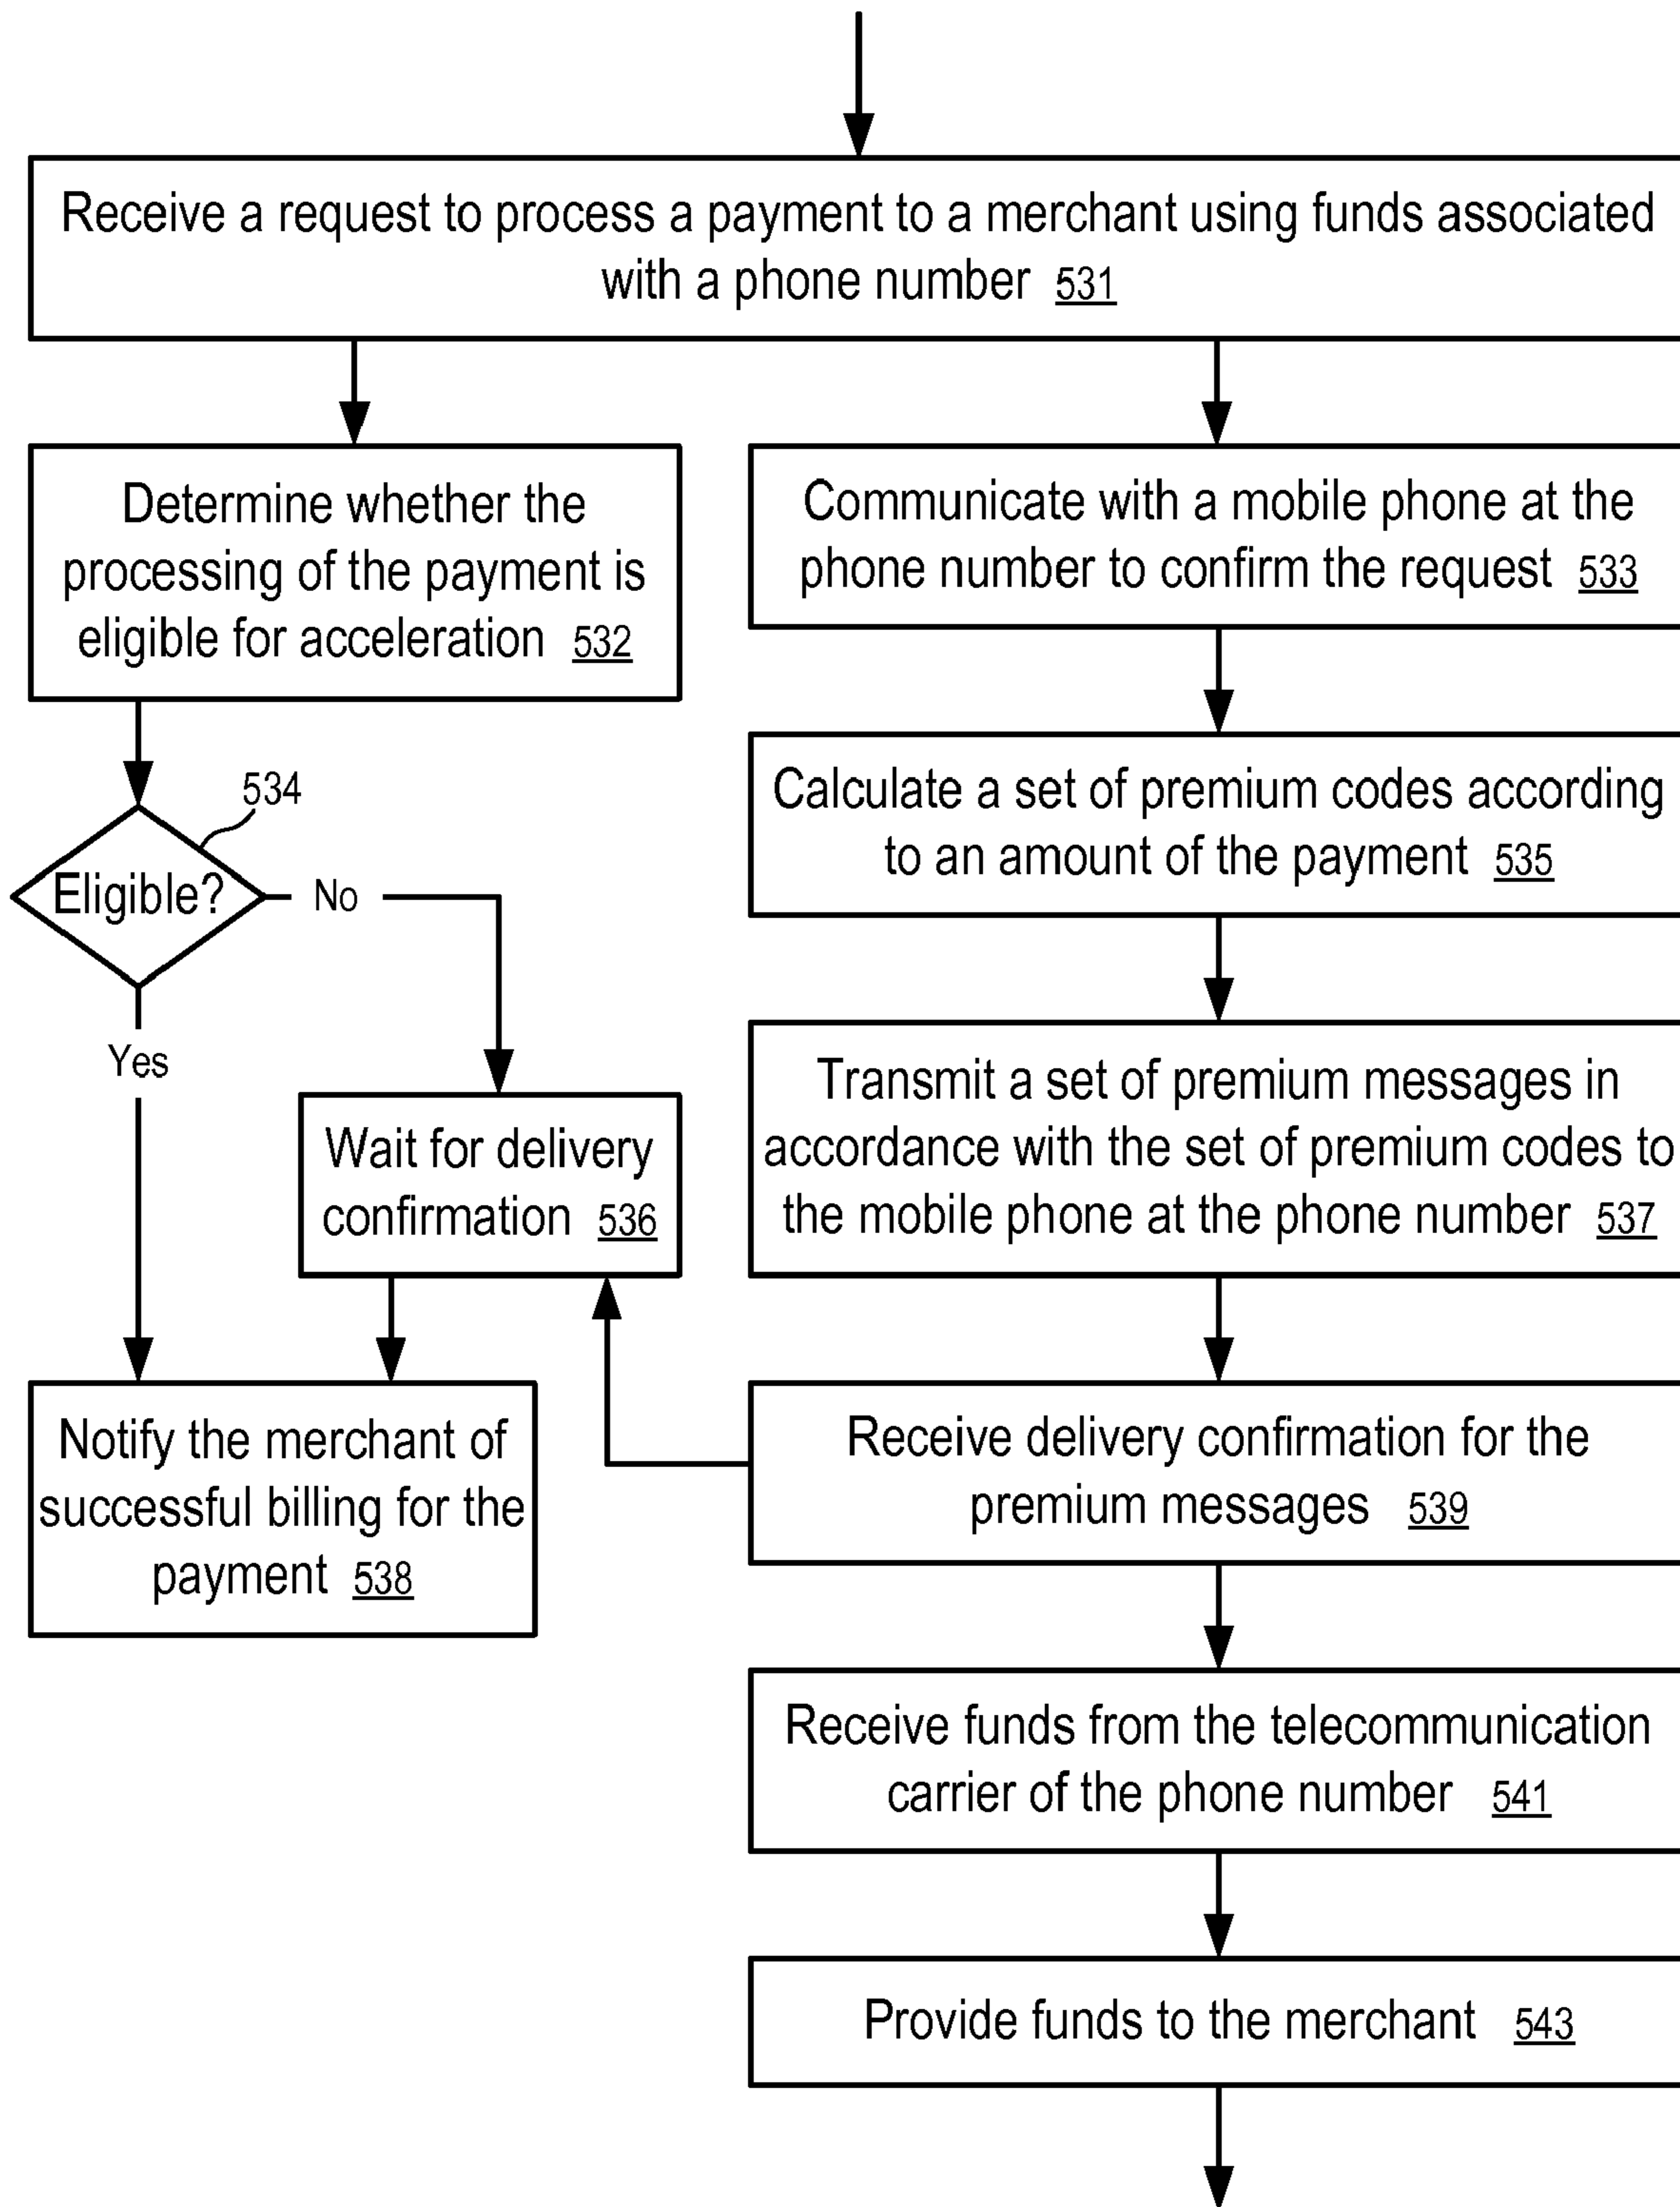 Receive a request to process a payment to a merchant using funds associated
with a phone number 531
Determine whether the
processing of the payment is
eligible for acceleration 532
534
Eligible?
No
Yes
Wait for delivery
confirmation 536
Notify the merchant of
successful billing for the
payment 538
Communicate with a mobile phone at the
phone number to confirm the request 533
Calculate a set of premium codes according
to an amount of the payment 535
Transmit a set of premium messages in
accordance with the set of premium codes to
the mobile phone at the phone number 537
Receive delivery confirmation for the
premium messages 539
Receive funds from the telecommunication
carrier of the phone number 541
Provide funds to the merchant 543